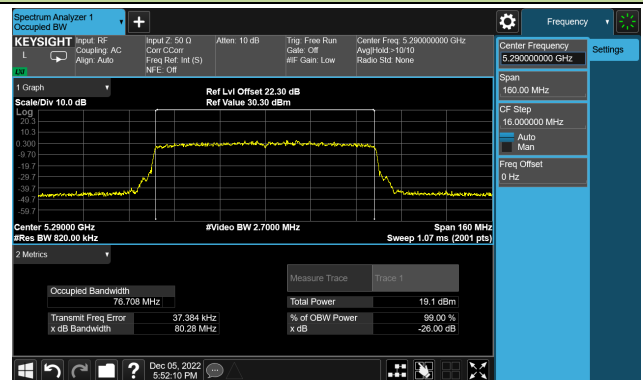 Spectrum Analyzer 1
Occupied BW
Frequency
KEYSIGHT
L
LXI
Input: RF
Coupling: AC
Align: Auto
Input Z: 50 Ω
Corr CCorr
Freq Ref: Int (S)
NFE: Off
Atten: 10 dB
Trig: Free Run
Gate: Off
#IF Gain: Low
Center Freq: 5.290000000 GHz
Avg|Hold:>10/10
Radio Std: None
Center Frequency
5.290000000 GHz
Settings
Span
160.00 MHz
CF Step
16.000000 MHz
Auto
Man
Freq Offset
0 Hz
1 Graph
Scale/Div 10.0 dB
Ref Lvl Offset 22.30 dB
Ref Value 30.30 dBm
Log
20.3
10.3
0.300
-9.70
-19.7
-29.7
-39.7
-49.7
-59.7
Center 5.29000 GHz
#Res BW 820.00 kHz
#Video BW 2.7000 MHz
Span 160 MHz
Sweep 1.07 ms (2001 pts)
2 Metrics
Measure Trace
Trace 1
Occupied Bandwidth
76.708 MHz
Total Power
19.1 dBm
Transmit Freq Error
37.384 kHz
% of OBW Power
99.00 %
x dB Bandwidth
80.28 MHz
x dB
-26.00 dB
?
Dec 05, 2022
5:52:10 PM